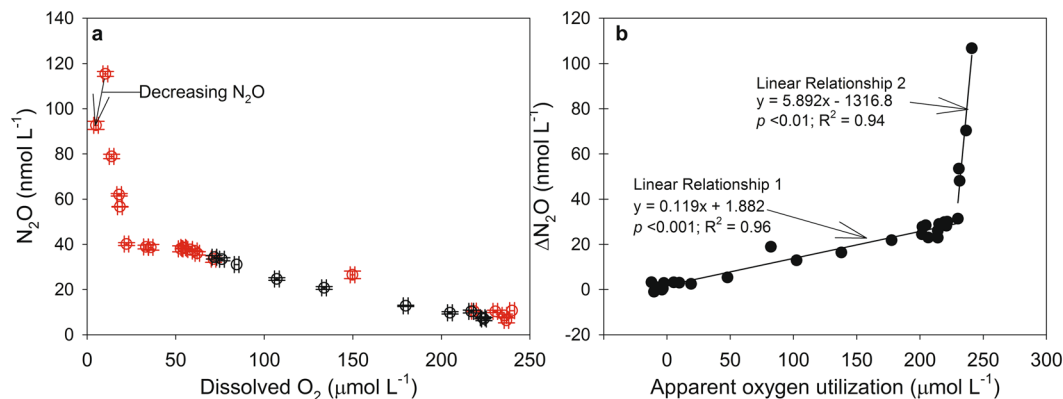 a
N₂O (nmol L⁻¹)
120
100
80
60
40
20
0
Decreasing N₂O
0
50
100
150
200
250
Dissolved O₂ (μmol L⁻¹)
b
ΔN₂O (nmol L⁻¹)
120
100
80
60
40
20
0
-20
Linear Relationship 2
y = 5.892x - 1316.8
p <0.01; R² = 0.94
Linear Relationship 1
y = 0.119x + 1.882
p <0.001; R² = 0.96
0
50
100
150
200
250
300
Apparent oxygen utilization (μmol L⁻¹)